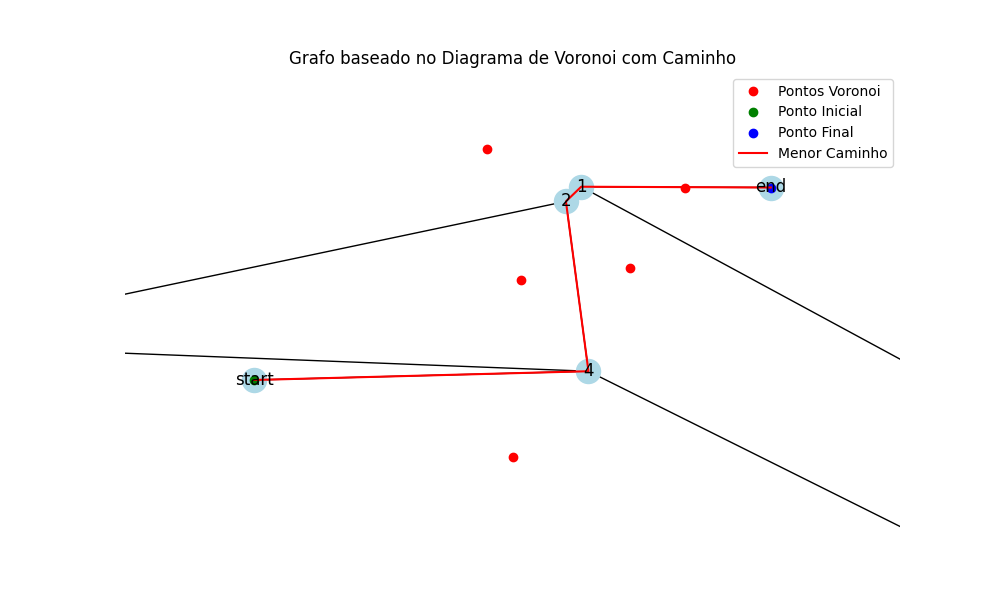 Grafo baseado no Diagrama de Voronoi com Caminho
Pontos Voronoi
Ponto Inicial
Ponto Final
Menor Caminho
1
end
2
4
start